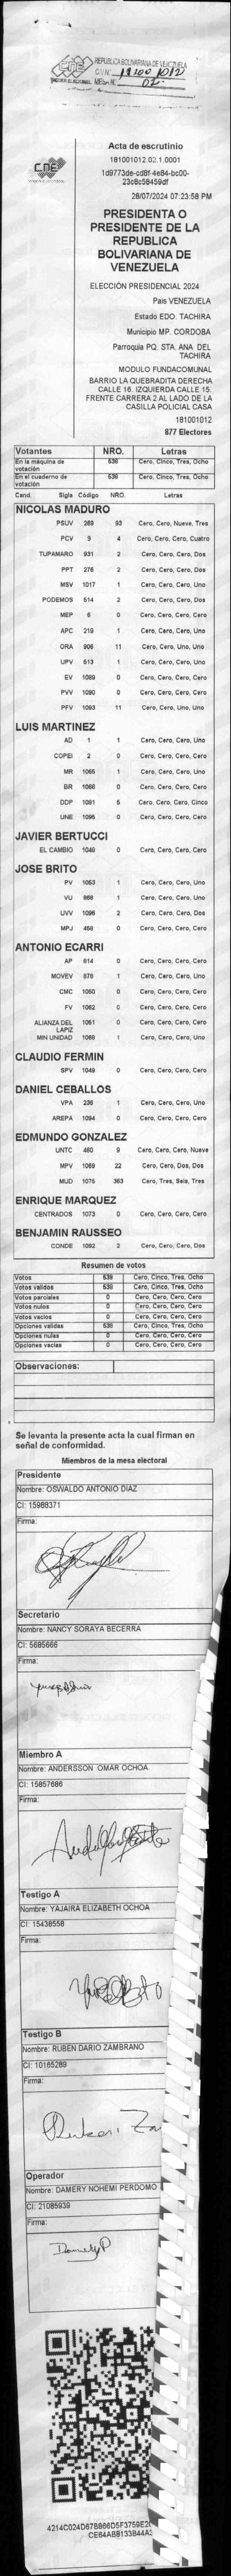 CNE REPUBLICA BOLIVARIANA DE VENEZUELA
C.V.N° 18100 1012
MESA N° 02
CNE
Acta de escrutinio
181001012.02.1.0001
1d9773de-cd8f-4e84-bc00-
23c8c58459df
28/07/2024 07:23:58 PM
PRESIDENTA O
PRESIDENTE DE LA
REPUBLICA
BOLIVARIANA DE
VENEZUELA
ELECCIÓN PRESIDENCIAL 2024
Pais VENEZUELA
Estado EDO. TACHIRA
Municipio MP. CORDOBA
Parroquia PQ. STA. ANA DEL
TACHIRA
MODULO FUNDACOMUNAL
BARRIO LA QUEBRADITA DERECHA
CALLE 16. IZQUIERDA CALLE 15.
FRENTE CARRERA 2 AL LADO DE LA
CASILLA POLICIAL CASA
181001012
877 Electores
Votantes NRO. Letras
En la máquina de votación 538 Cero, Cinco, Tres, Ocho
En el cuaderno de votación 538 Cero, Cinco, Tres, Ocho
Cand. Sigla Código NRO. Letras
NICOLAS MADURO
PSUV 269 93 Cero, Cero, Nueve, Tres
PCV 9 4 Cero, Cero, Cero, Cuatro
TUPAMARO 931 2 Cero, Cero, Cero, Dos
PPT 276 2 Cero, Cero, Cero, Dos
MSV 1017 1 Cero, Cero, Cero, Uno
PODEMOS 614 2 Cero, Cero, Cero, Dos
MEP 6 0 Cero, Cero, Cero, Cero
APC 219 1 Cero, Cero, Cero, Uno
ORA 906 11 Cero, Cero, Uno, Uno
UPV 513 1 Cero, Cero, Cero, Uno
EV 1089 0 Cero, Cero, Cero, Cero
PVV 1090 0 Cero, Cero, Cero, Cero
PFV 1093 11 Cero, Cero, Uno, Uno
LUIS MARTINEZ
AD 1 1 Cero, Cero, Cero, Uno
COPEI 2 0 Cero, Cero, Cero, Cero
MR 1065 1 Cero, Cero, Cero, Uno
BR 1068 0 Cero, Cero, Cero, Cero
DDP 1091 5 Cero, Cero, Cero, Cinco
UNE 1095 0 Cero, Cero, Cero, Cero
JAVIER BERTUCCI
EL CAMBIO 1048 0 Cero, Cero, Cero, Cero
JOSE BRITO
PV 1053 1 Cero, Cero, Cero, Uno
VU 868 1 Cero, Cero, Cero, Uno
UVV 1096 2 Cero, Cero, Cero, Dos
MPJ 458 0 Cero, Cero, Cero, Cero
ANTONIO ECARRI
AP 814 0 Cero, Cero, Cero, Cero
MOVEV 878 1 Cero, Cero, Cero, Uno
CMC 1050 0 Cero, Cero, Cero, Cero
FV 1062 0 Cero, Cero, Cero, Cero
ALIANZA DEL LAPIZ 1061 0 Cero, Cero, Cero, Cero
MIN UNIDAD 1069 1 Cero, Cero, Cero, Uno
CLAUDIO FERMIN
SPV 1049 0 Cero, Cero, Cero, Cero
DANIEL CEBALLOS
VPA 236 1 Cero, Cero, Cero, Uno
AREPA 1094 0 Cero, Cero, Cero, Cero
EDMUNDO GONZALEZ
UNTC 460 9 Cero, Cero, Cero, Nueve
MPV 1069 22 Cero, Cero, Dos, Dos
MUD 1075 363 Cero, Tres, Seis, Tres
ENRIQUE MARQUEZ
CENTRADOS 1073 0 Cero, Cero, Cero, Cero
BENJAMIN RAUSSEO
CONDE 1092 2 Cero, Cero, Cero, Dos
Resumen de votos
Votos 538 Cero, Cinco, Tres, Ocho
Votos validos 538 Cero, Cinco, Tres, Ocho
Votos parciales 0 Cero, Cero, Cero, Cero
Votos nulos 0 Cero, Cero, Cero, Cero
Votos vacios 0 Cero, Cero, Cero, Cero
Opciones validas 538 Cero, Cinco, Tres, Ocho
Opciones nulas 0 Cero, Cero, Cero, Cero
Opciones vacias 0 Cero, Cero, Cero, Cero
Observaciones:
Se levanta la presente acta la cual firman en
señal de conformidad.
Miembros de la mesa electoral
Presidente
Nombre: OSWALDO ANTONIO DIAZ
CI: 15988371
Firma:
Secretario
Nombre: NANCY SORAYA BECERRA
CI: 5685666
Firma:
Miembro A
Nombre: ANDERSSON OMAR OCHOA
CI: 15857686
Firma:
Testigo A
Nombre: YAJAIRA ELIZABETH OCHOA
CI: 15438558
Firma:
Testigo B
Nombre: RUBEN DARIO ZAMBRANO
CI: 10165289
Firma:
Ruben Za
Operador
Nombre: DAMERY NOHEMI PERDOMO
CI: 21085939
Firma:
Damery P
4214C024D67B866D5F3759E2
CE64AB8133B44A